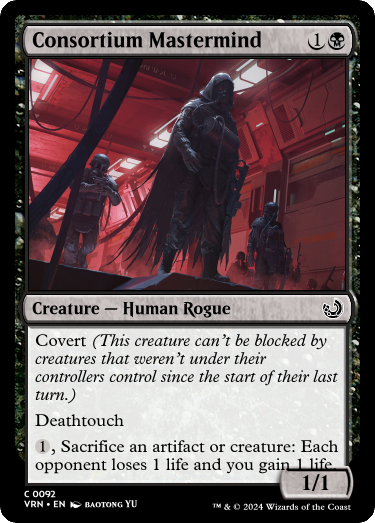 Consortium Mastermind 1
Creature — Human Rogue
Covert (This creature can't be blocked by
creatures that weren't under their
controllers control since the start of their last
turn.)
Deathtouch
1, Sacrifice an artifact or creature: Each
opponent loses 1 life and you gain 1 life.
1/1
C 0092
VRN • EN BAOTONG YU
™ & © 2024 Wizards of the Coast